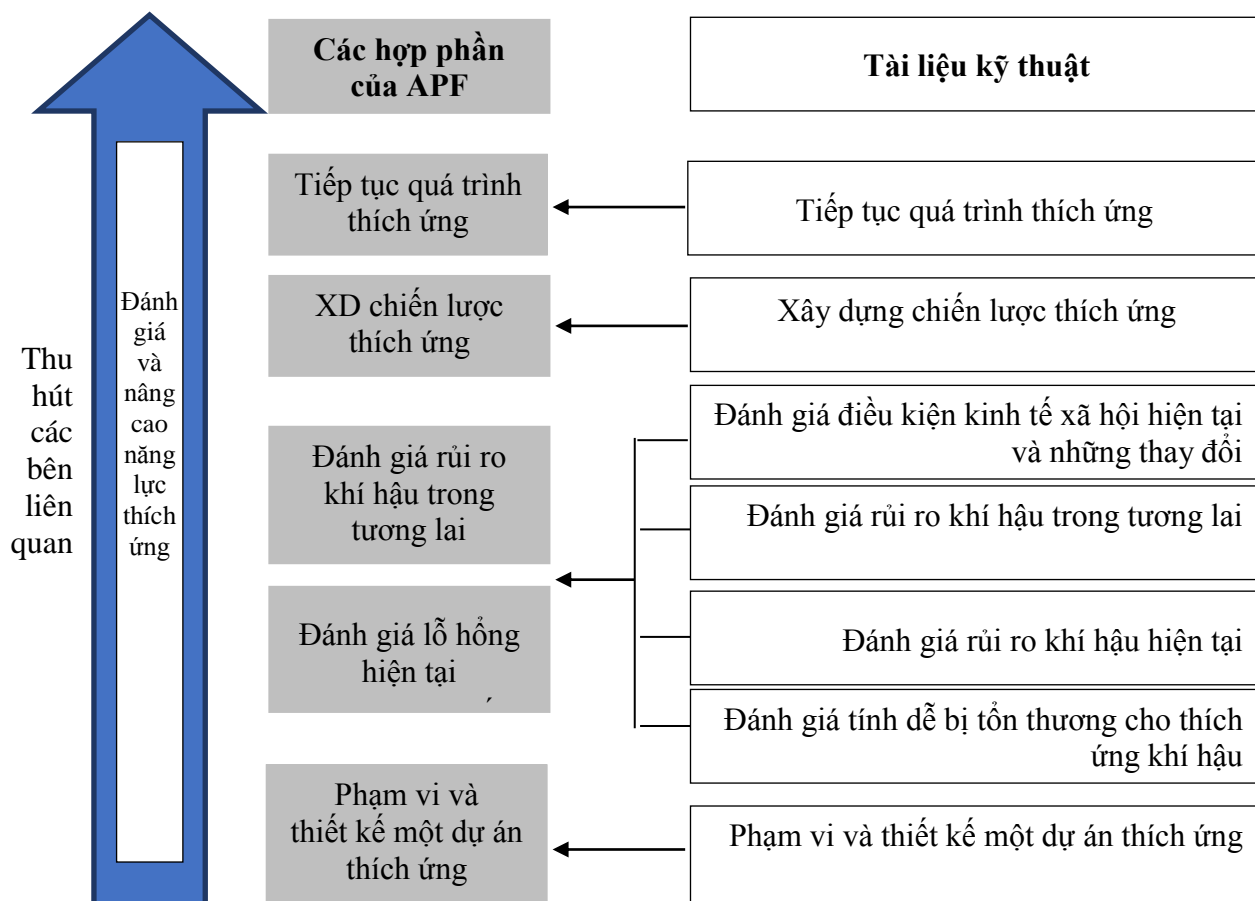 Các hợp phần
của APF
Tài liệu kỹ thuật
Tiếp tục quá trình
thích ứng
Tiếp tục quá trình thích ứng
XD chiến lược
thích ứng
Xây dựng chiến lược thích ứng
Thu
hút
các
bên
liên
quan
Đánh
giá
và
nâng
cao
năng
lực
thích
ứng
Đánh giá rủi ro
khí hậu trong
tương lai
Đánh giá điều kiện kinh tế xã hội hiện tại
và những thay đổi
Đánh giá rủi ro khí hậu trong tương lai
Đánh giá lỗ hổng
hiện tại
Đánh giá rủi ro khí hậu hiện tại
Đánh giá tính dễ bị tổn thương cho thích
ứng khí hậu
Phạm vi và
thiết kế một dự án
thích ứng
Phạm vi và thiết kế một dự án thích ứng